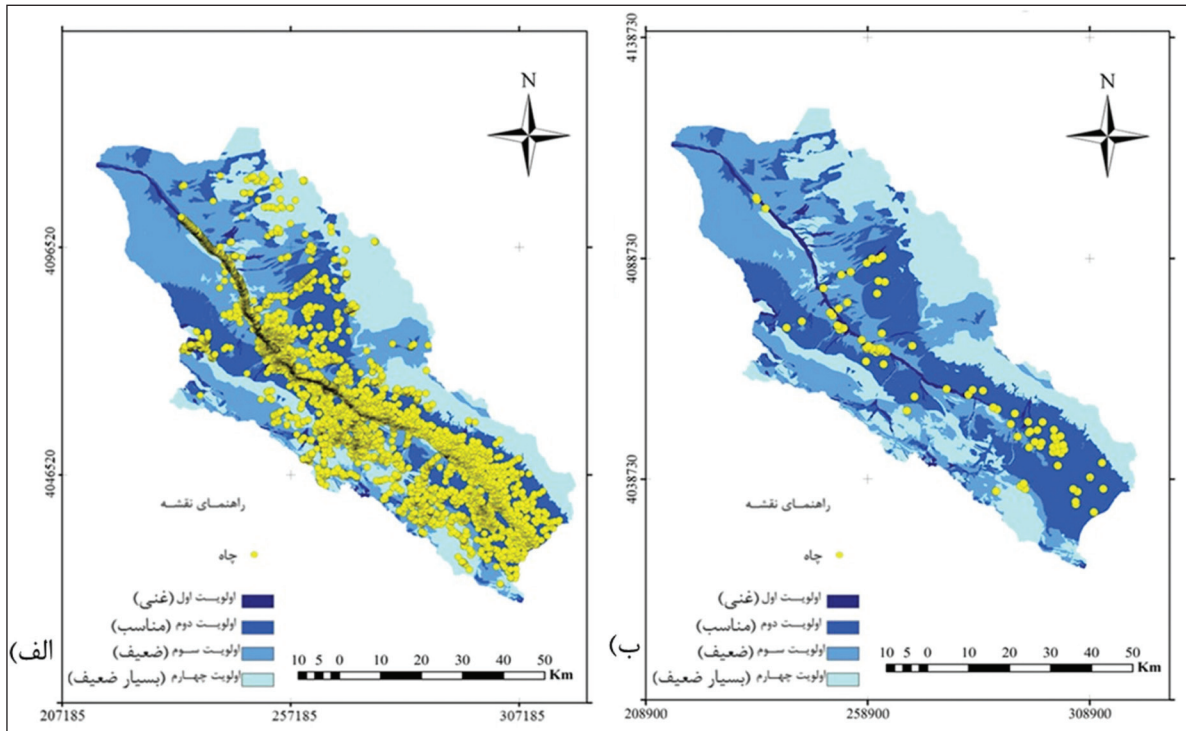 N
4096520
4046520
راهنمای نقشه
چاه
اولویت اول (غنی)
اولویت دوم (مناسب)
اولویت سوم (ضعیف)
اولویت چهارم (بسیار ضعیف)
الف)
10 5 0 10 20 30 40 50
Km
207185 257185 307185
4138730
N
4088730
4038730
راهنمای نقشه
چاه
اولویت اول (غنی)
اولویت دوم (مناسب)
اولویت سوم (ضعیف)
اولویت چهارم (بسیار ضعیف)
ب)
10 5 0 10 20 30 40 50
Km
208900 258900 308900